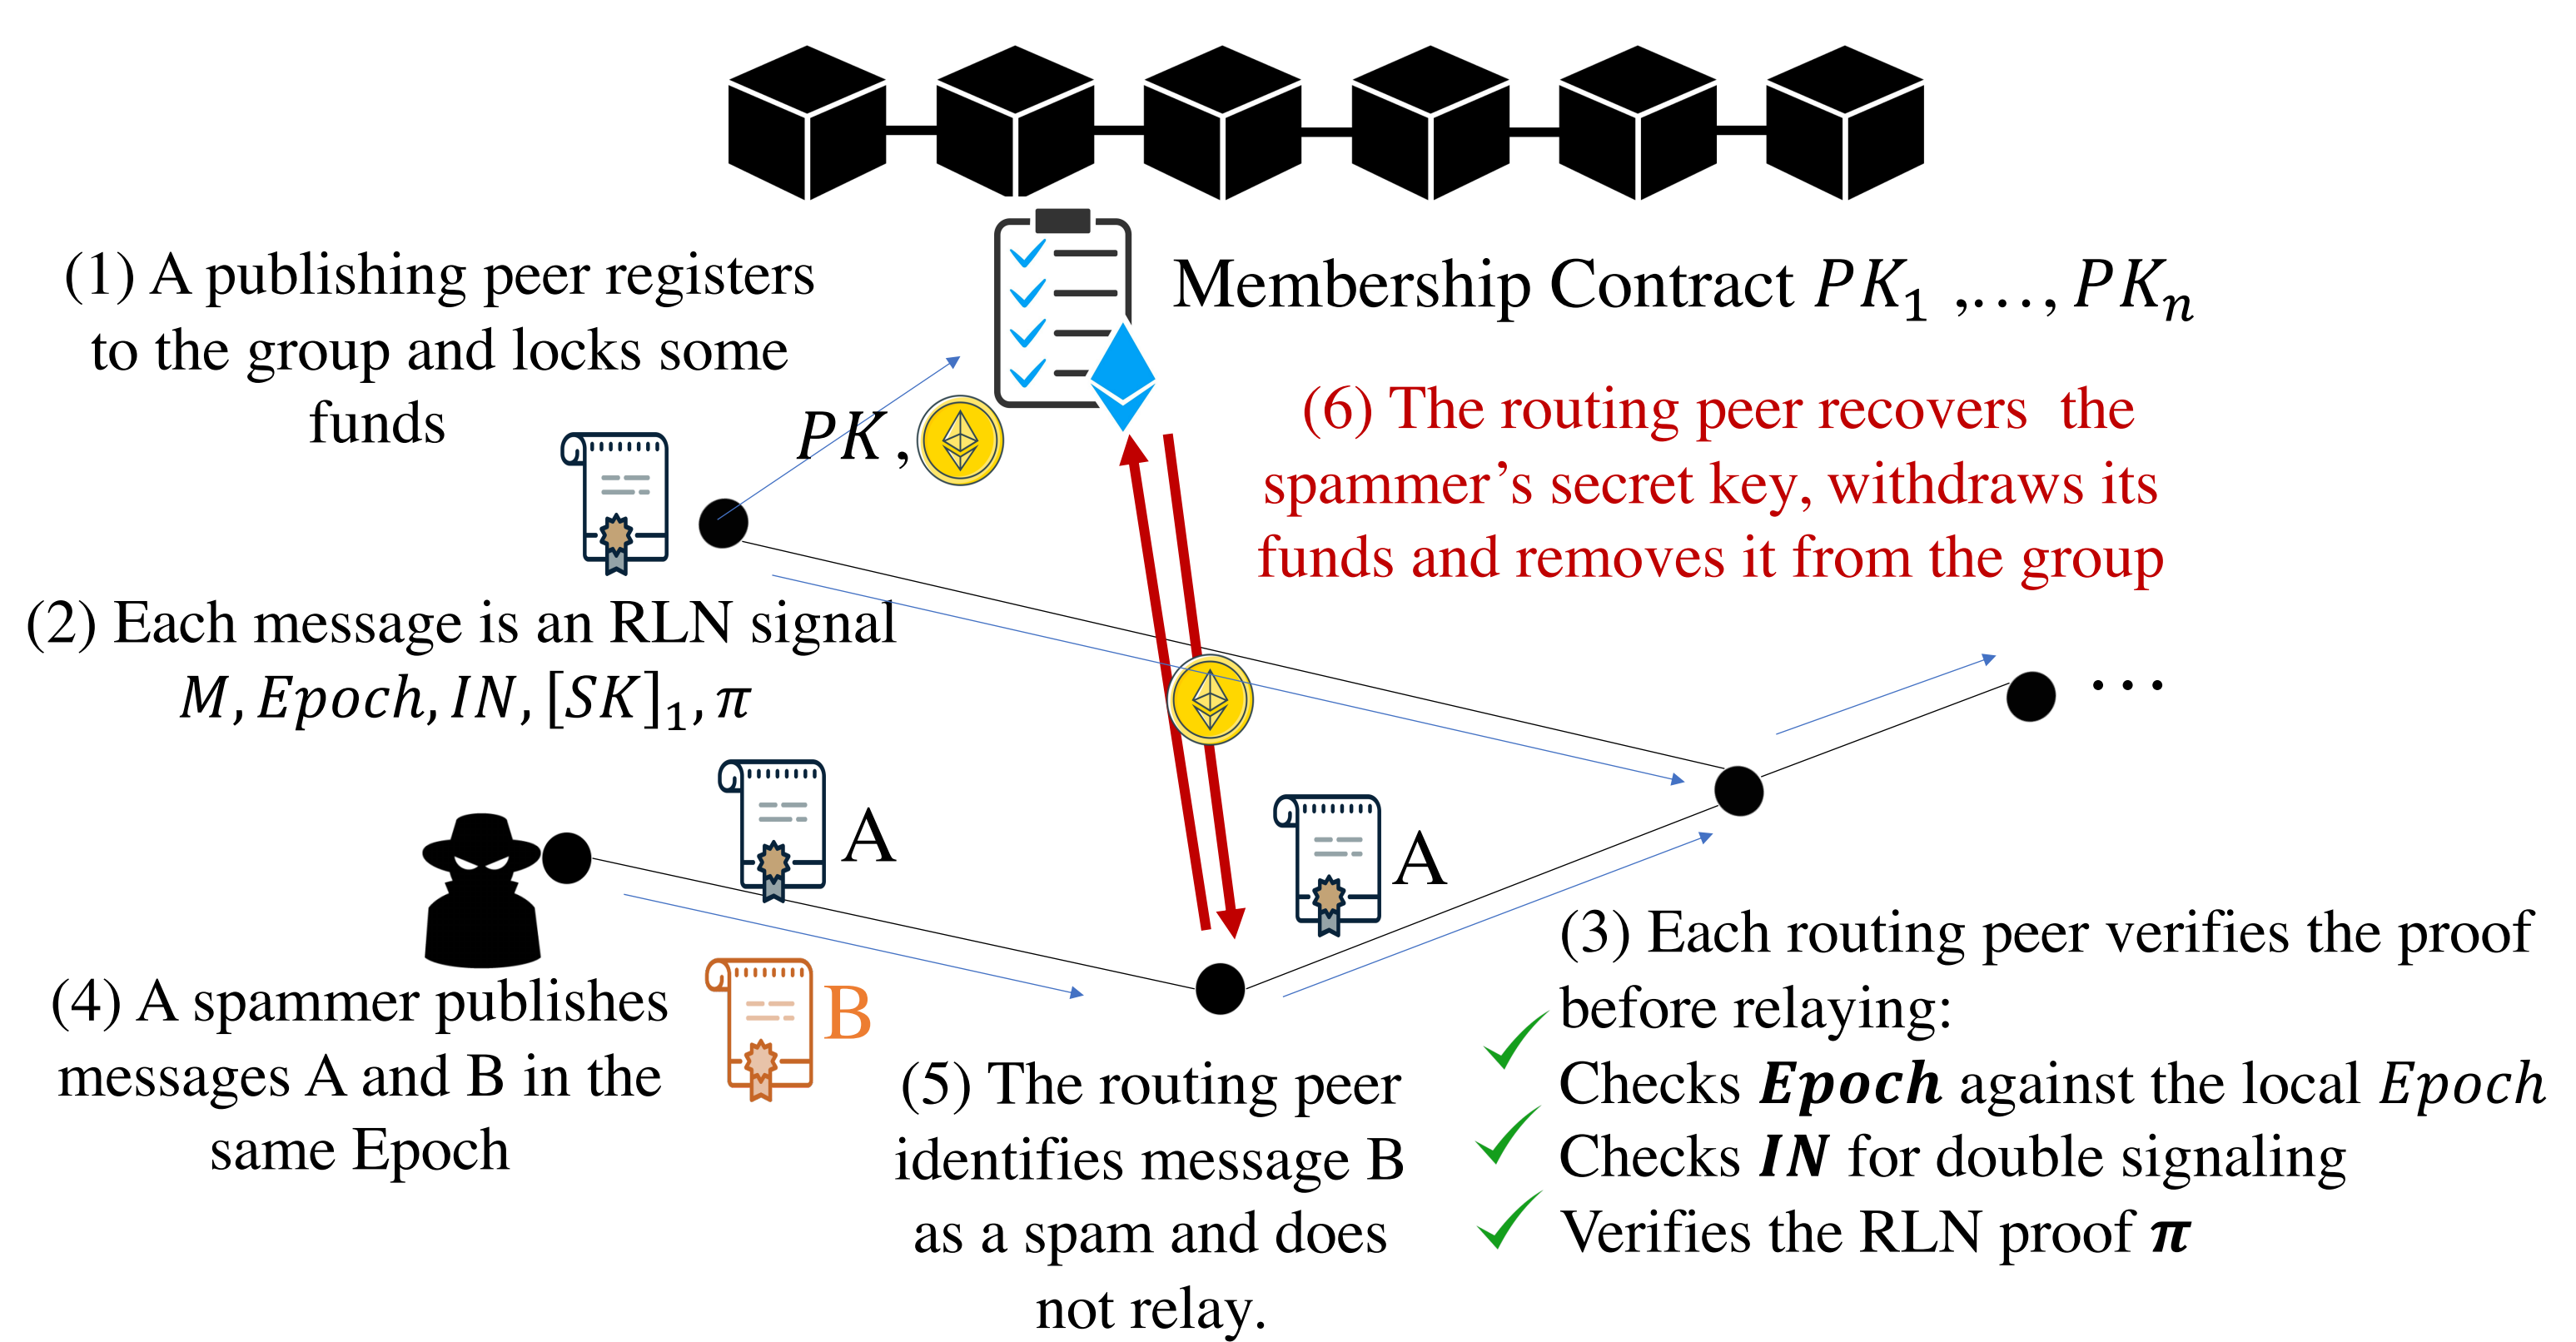 (1) A publishing peer registers
to the group and locks some
funds
Membership Contract 𝑃𝐾₁ ,…, 𝑃𝐾ₙ
𝑃𝐾,
(6) The routing peer recovers the
spammer’s secret key, withdraws its
funds and removes it from the group
(2) Each message is an RLN signal
𝑀, 𝐸𝑝𝑜𝑐ℎ, 𝐼𝑁, [𝑆𝐾]₁, 𝜋
...
A
A
B
(3) Each routing peer verifies the proof
before relaying:
Checks 𝑬𝒑𝒐𝒄𝒉 against the local 𝐸𝑝𝑜𝑐ℎ
Checks 𝑰𝑵 for double signaling
Verifies the RLN proof 𝝅
(4) A spammer publishes
messages A and B in the
same Epoch
(5) The routing peer
identifies message B
as a spam and does
not relay.